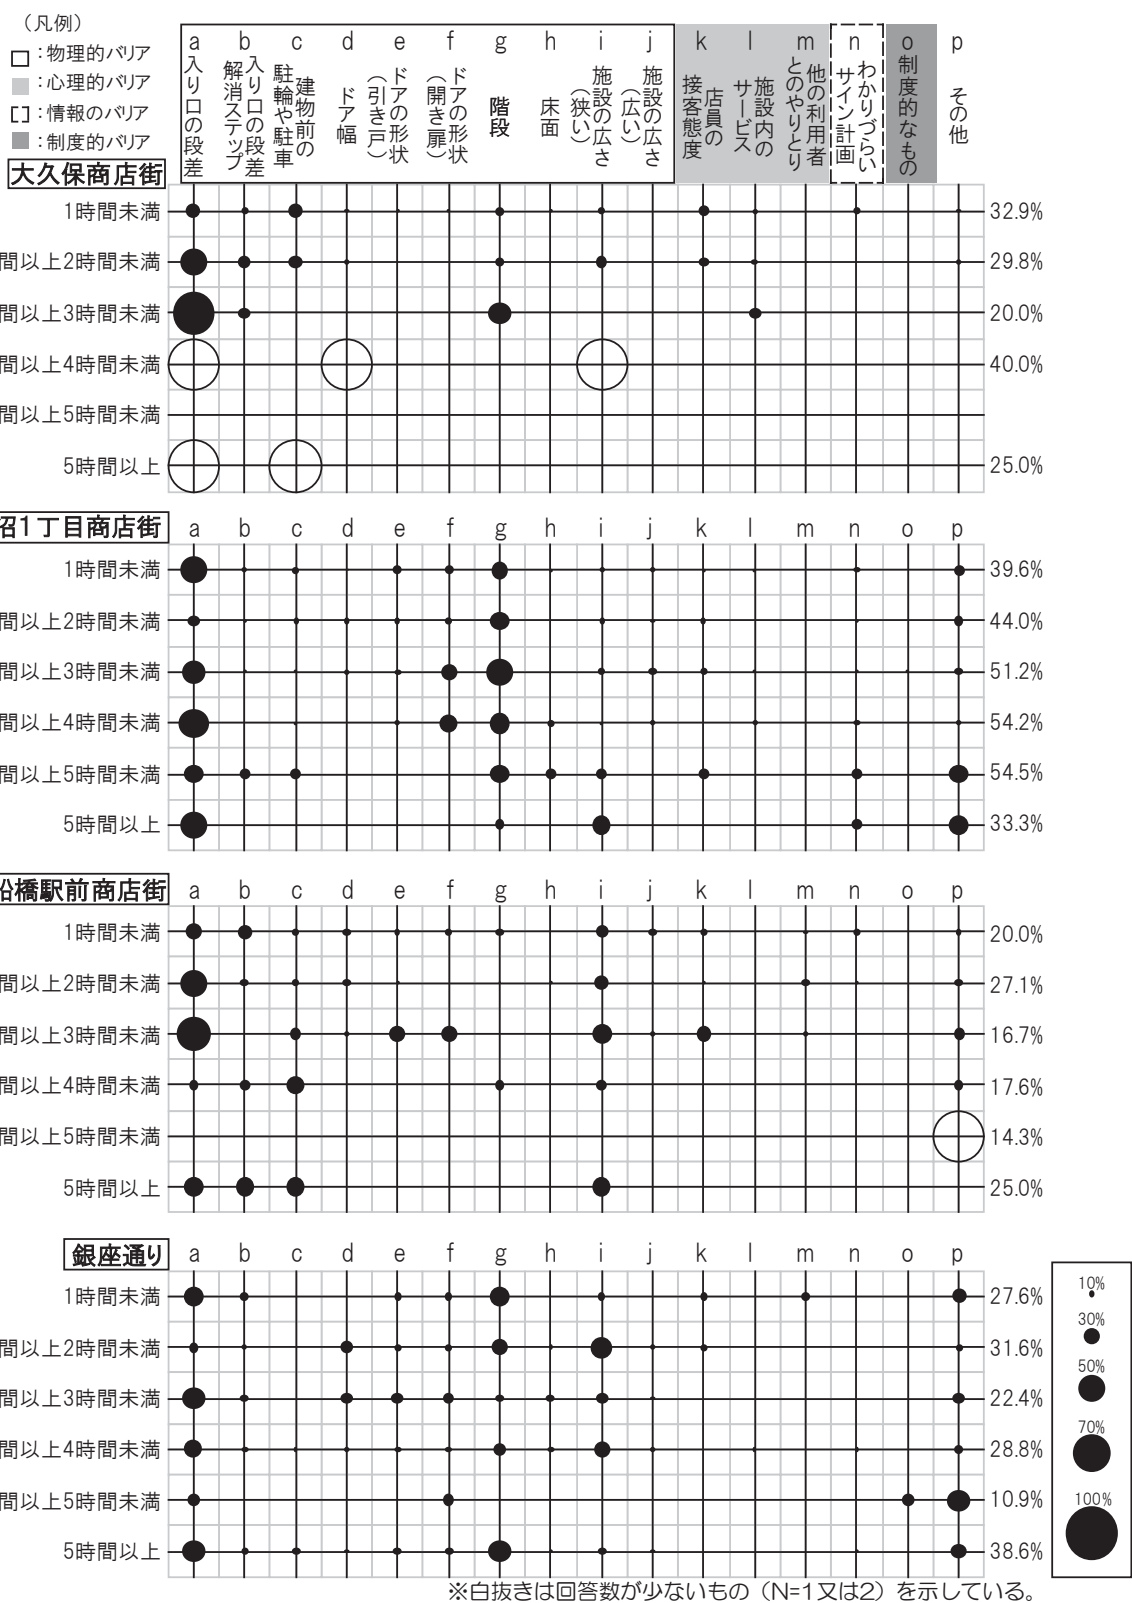 （凡例）
：物理的バリア
：心理的バリア
：情報のバリア
：制度的バリア
a b c d e f g h i j k l m n o p
入り口の段差
入り口の段差
解消ステップ
建物前の
駐輪や駐車
ドア幅
ドアの形状
（引き戸）
ドアの形状
（開き扉）
階段
床面
施設の広さ
（狭い）
施設の広さ
（広い）
店員の
接客態度
施設内の
サービス
他の利用者
とのやりとり
わかりづらい
サイン計画
制度的なもの
その他
大久保商店街
1時間未満 32.9%
間以上2時間未満 29.8%
間以上3時間未満 20.0%
間以上4時間未満 40.0%
間以上5時間未満
5時間以上 25.0%
沼1丁目商店街 a b c d e f g h i j k l m n o p
1時間未満 39.6%
間以上2時間未満 44.0%
間以上3時間未満 51.2%
間以上4時間未満 54.2%
間以上5時間未満 54.5%
5時間以上 33.3%
船橋駅前商店街 a b c d e f g h i j k l m n o p
1時間未満 20.0%
間以上2時間未満 27.1%
間以上3時間未満 16.7%
間以上4時間未満 17.6%
間以上5時間未満 14.3%
5時間以上 25.0%
銀座通り a b c d e f g h i j k l m n o p
1時間未満 27.6%
間以上2時間未満 31.6%
間以上3時間未満 22.4%
間以上4時間未満 28.8%
間以上5時間未満 10.9%
5時間以上 38.6%
10%
30%
50%
70%
100%
※白抜きは回答数が少ないもの（N=1又は2）を示している。